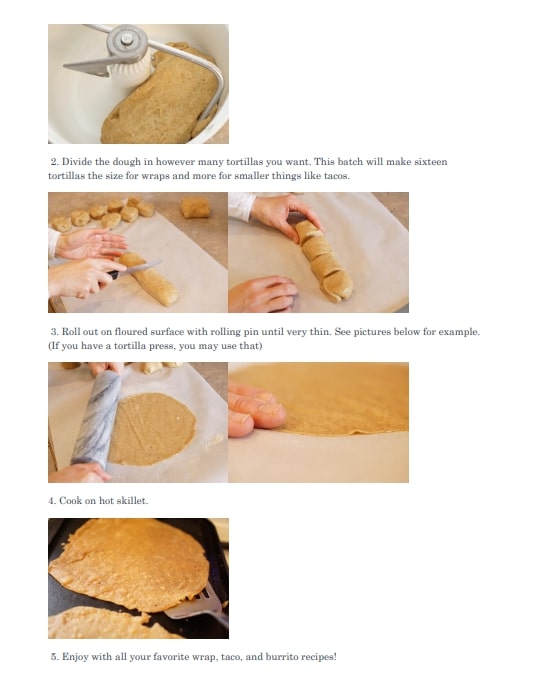 2. Divide the dough in however many tortillas you want. This batch will make sixteen
tortillas the size for wraps and more for smaller things like tacos.
3. Roll out on floured surface with rolling pin until very thin. See pictures below for example.
(If you have a tortilla press, you may use that)
4. Cook on hot skillet.
5. Enjoy with all your favorite wrap, taco, and burrito recipes!